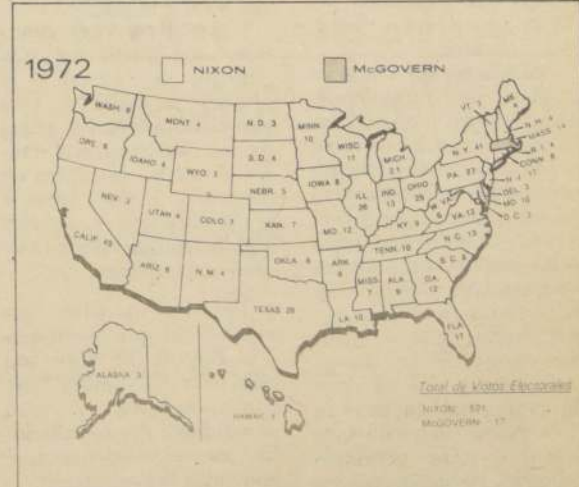 1972
NIXON
McGOVERN
WASH. 9
ORE. 6
CALIF. 45
NEV. 3
IDAHO. 4
MONT. 4
WYO. 3
UTAH 4
COLO. 7
ARIZ. 6
N.M. 4
N.D. 3
S.D. 4
NEBR. 5
KAN. 7
OKLA. 8
TEXAS. 26
MINN. 10
IOWA 8
MO. 12
ARK. 6
LA. 10
WISC. 11
ILL. 26
MICH. 21
IND. 13
OHIO 25
KY. 9
TENN. 10
MISS. 7
ALA. 9
GA. 12
FLA. 17
S.C. 8
N.C. 13
VA. 12
W. VA. 6
PA. 27
N.Y. 41
VT. 3
ME. 4
N.H. 4
MASS. 14
R.I. 4
CONN. 8
N.J. 17
DEL. 3
MD. 10
D.C. 3
ALASKA 3
HAWAII 4
Total de Votos Electorales
NIXON: 521
McGOVERN: 17